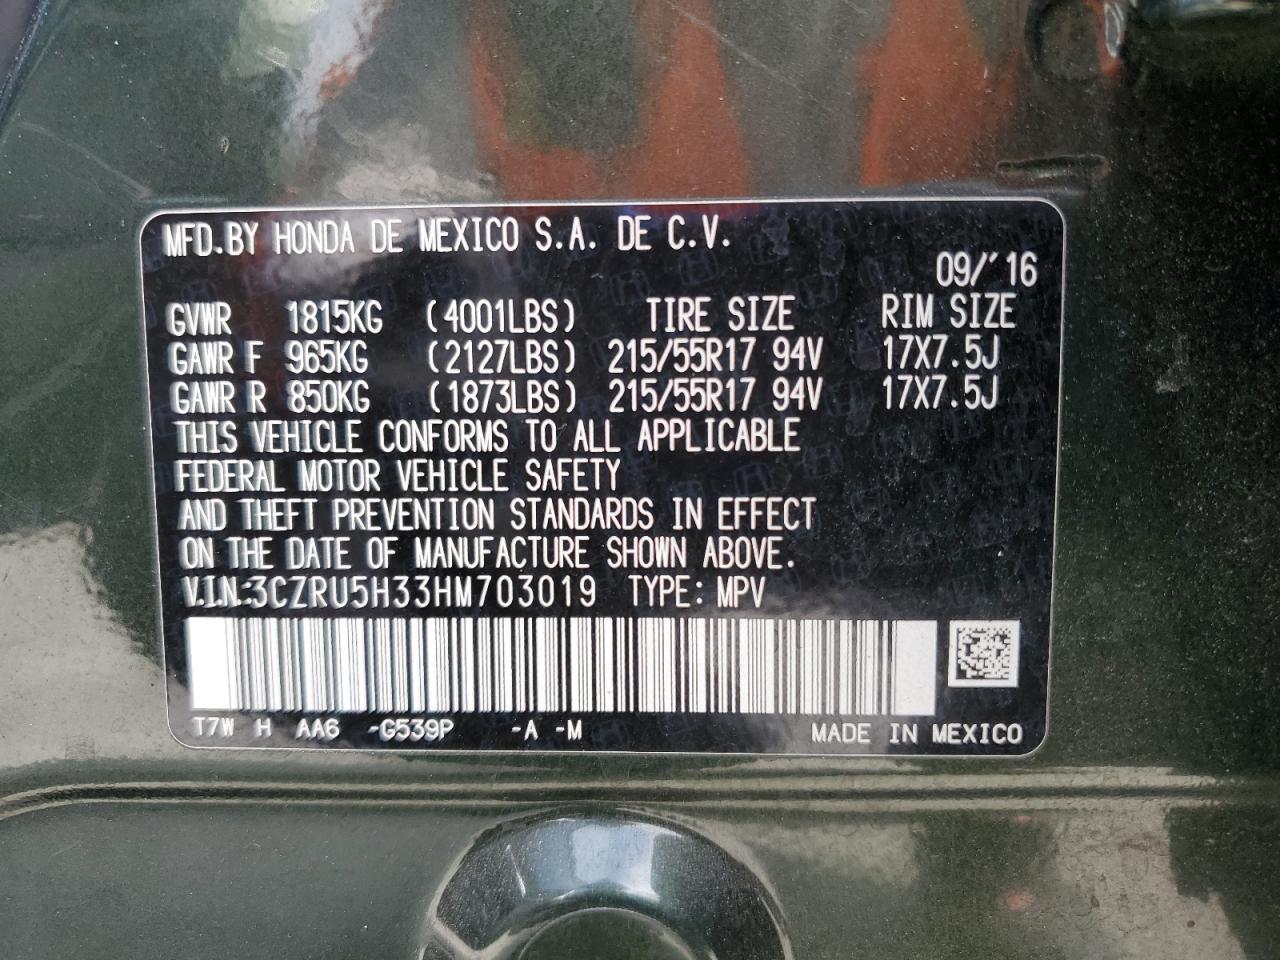 MFD.BY HONDA DE MEXICO S.A. DE C.V.
09/'16
GVWR 1815KG (4001LBS) TIRE SIZE RIM SIZE
GAWR F 965KG (2127LBS) 215/55R17 94V 17X7.5J
GAWR R 850KG (1873LBS) 215/55R17 94V 17X7.5J
THIS VEHICLE CONFORMS TO ALL APPLICABLE
FEDERAL MOTOR VEHICLE SAFETY
AND THEFT PREVENTION STANDARDS IN EFFECT
ON THE DATE OF MANUFACTURE SHOWN ABOVE.
V.I.N.:3CZRU5H33HM703019 TYPE: MPV
T7W H AA6 -G539P -A -M MADE IN MEXICO